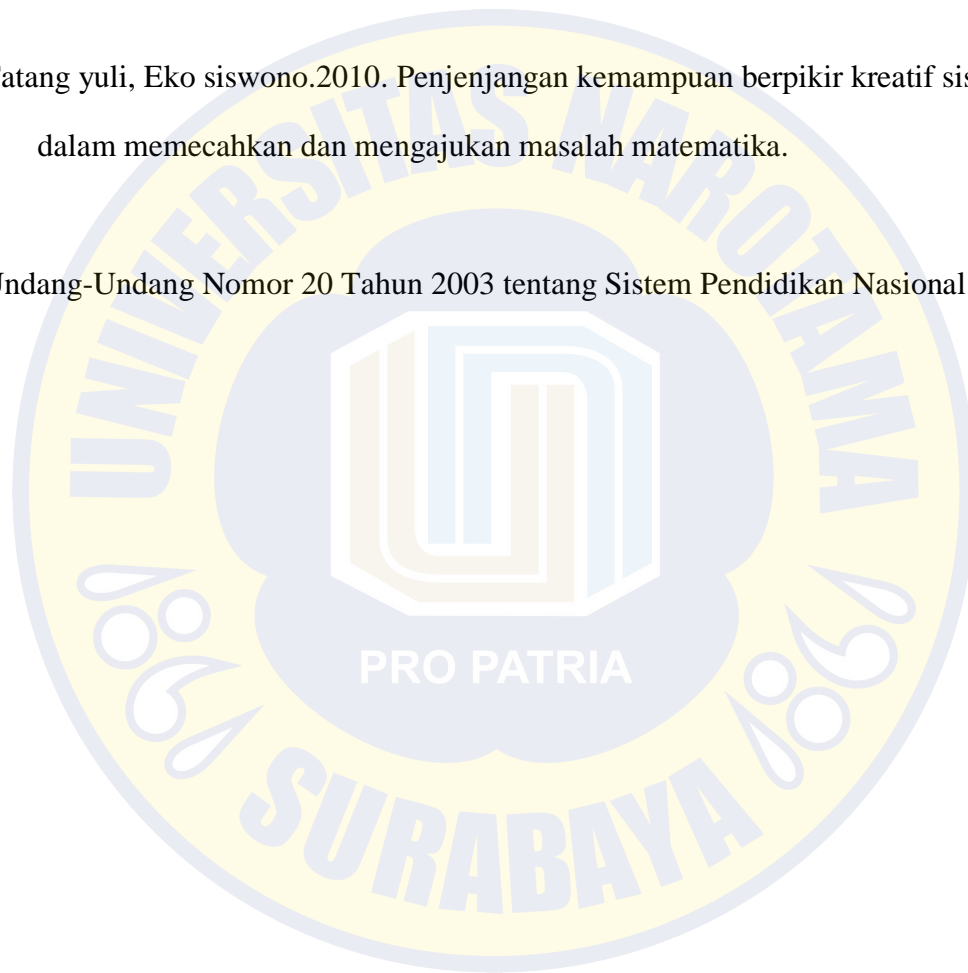 Tatang yuli, Eko siswono.2010. Penjenjangan kemampuan berpikir kreatif
dalam memecahkan dan mengajukan masalah matematika.
Undang-Undang Nomor 20 Tahun 2003 tentang Sistem Pendidikan Nasional
UNIVERSITAS NAROTAMA
PRO PATRIA
SURABAYA